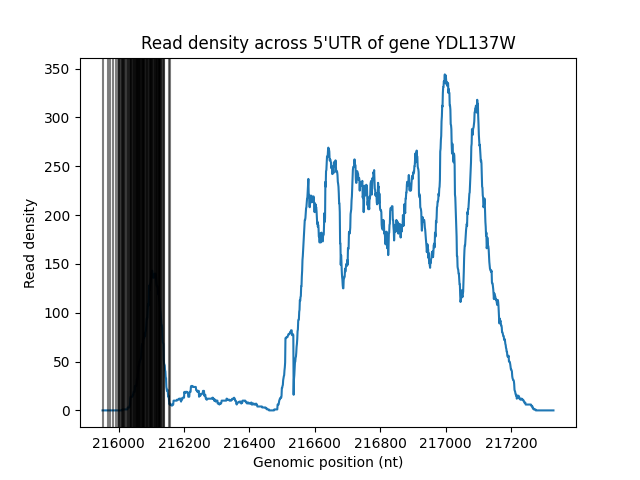 Read density across 5'UTR of gene YDL137W
Read density
350
300
250
200
150
100
50
0
216000 216200 216400 216600 216800 217000 217200
Genomic position (nt)